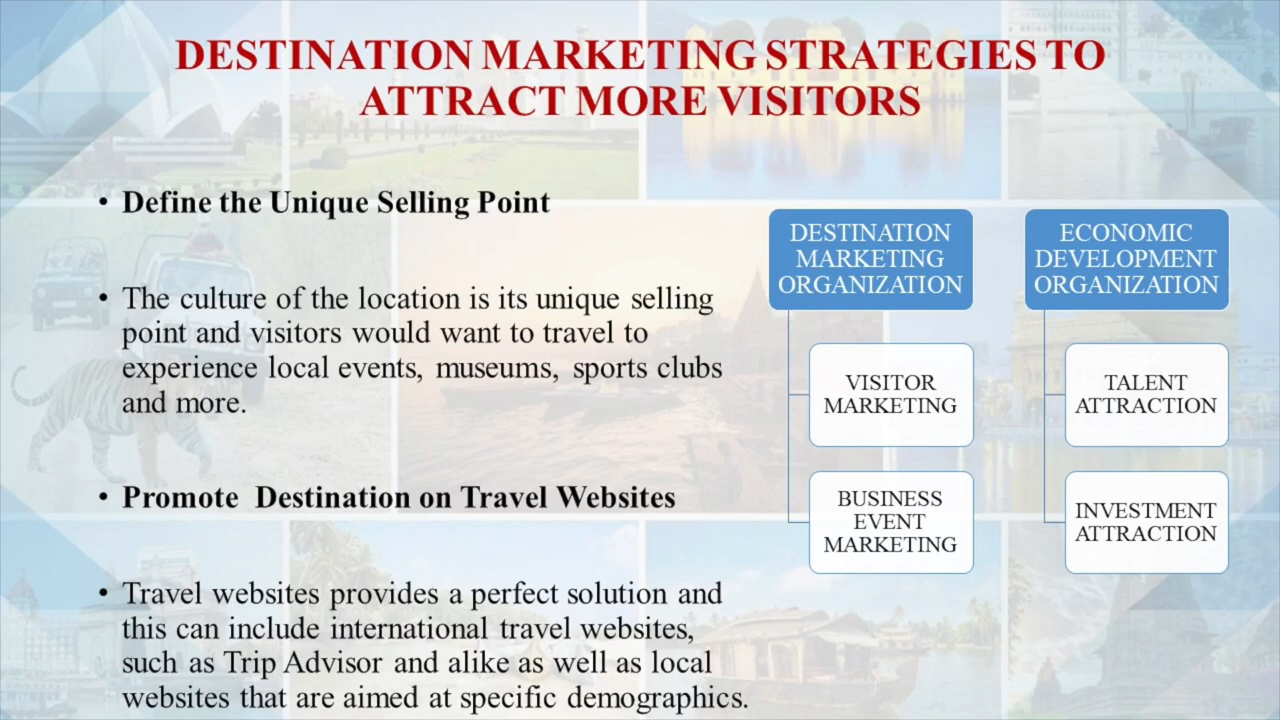 DESTINATION MARKETING STRATEGIES TO
ATTRACT MORE VISITORS
• Define the Unique Selling Point
• The culture of the location is its unique selling
point and visitors would want to travel to
experience local events, museums, sports clubs
and more.
• Promote Destination on Travel Websites
• Travel websites provides a perfect solution and
this can include international travel websites,
such as Trip Advisor and alike as well as local
websites that are aimed at specific demographics.
DESTINATION
MARKETING
ORGANIZATION
VISITOR
MARKETING
BUSINESS
EVENT
MARKETING
ECONOMIC
DEVELOPMENT
ORGANIZATION
TALENT
ATTRACTION
INVESTMENT
ATTRACTION